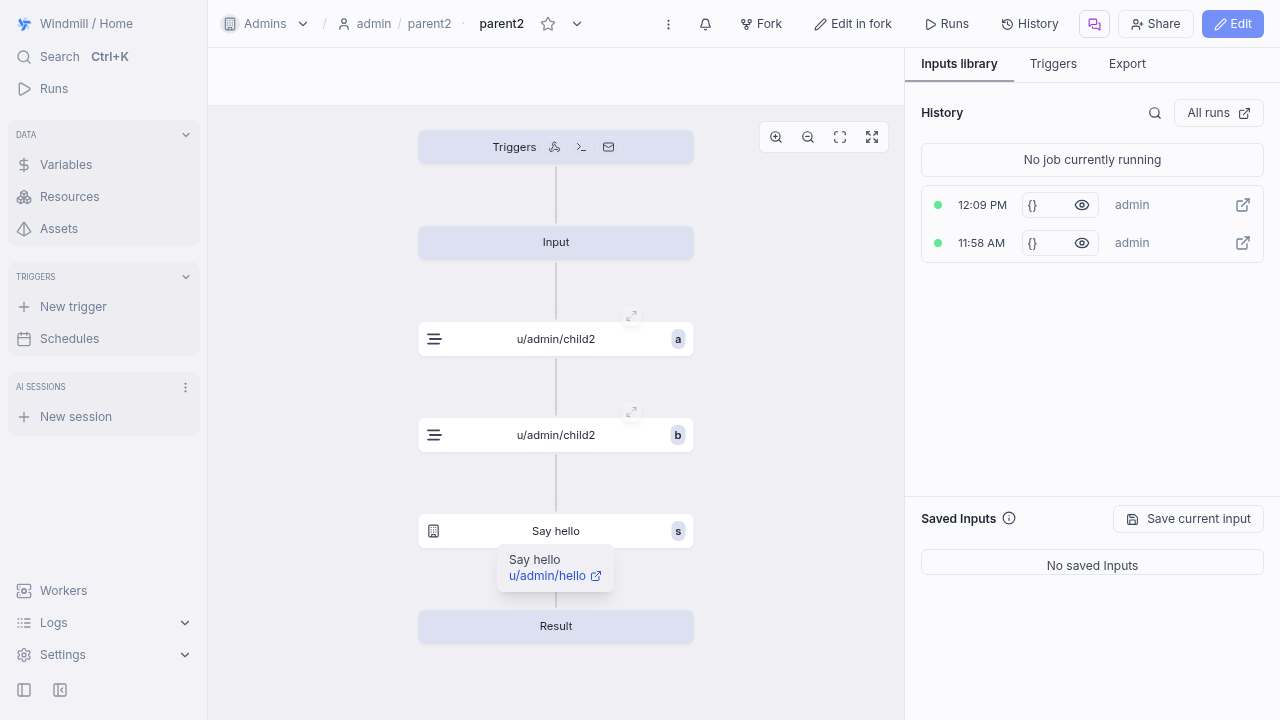 Windmill / Home
Search Ctrl+K
Runs
DATA
Variables
Resources
Assets
TRIGGERS
New trigger
Schedules
AI SESSIONS
New session
Workers
Logs
Settings
Admins / admin / parent2 · parent2
Fork
Edit in fork
Runs
History
Share
Edit
Triggers
Input
u/admin/child2 a
u/admin/child2 b
Say hello s
Say hello
u/admin/hello
Result
Inputs library
Triggers
Export
History
All runs
No job currently running
12:09 PM {} admin
11:58 AM {} admin
Saved Inputs
Save current input
No saved Inputs